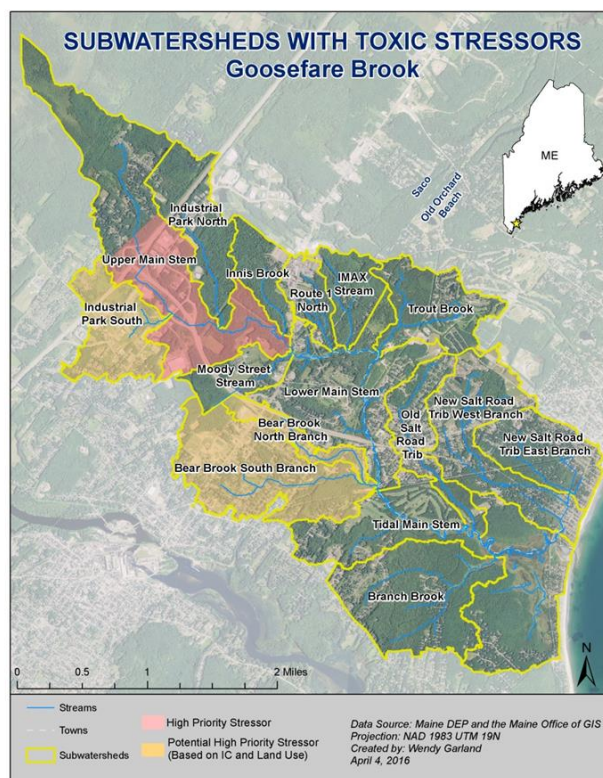 SUBWATERSHEDS WITH TOXIC STRESSORS
Goosefare Brook
ME
Saco
Old Orchard
Beach
Industrial
Park North
Upper Main Stem
Innis Brook
IMAX
Stream
Route 1
North
Trout Brook
Industrial
Park South
Moody Street
Stream
Lower Main Stem
New Salt Road
Trib West Branch
Old
Salt
Road
Trib
Bear Brook
North Branch
New Salt Road
Trib East Branch
Bear Brook South Branch
Tidal Main Stem
Branch Brook
N
0 0.5 1 2 Miles
Streams
Towns
Subwatersheds
High Priority Stressor
Potential High Priority Stressor
(Based on IC and Land Use)
Data Source: Maine DEP and the Maine Office of GIS
Projection: NAD 1983 UTM 19N
Created by: Wendy Garland
April 4, 2016